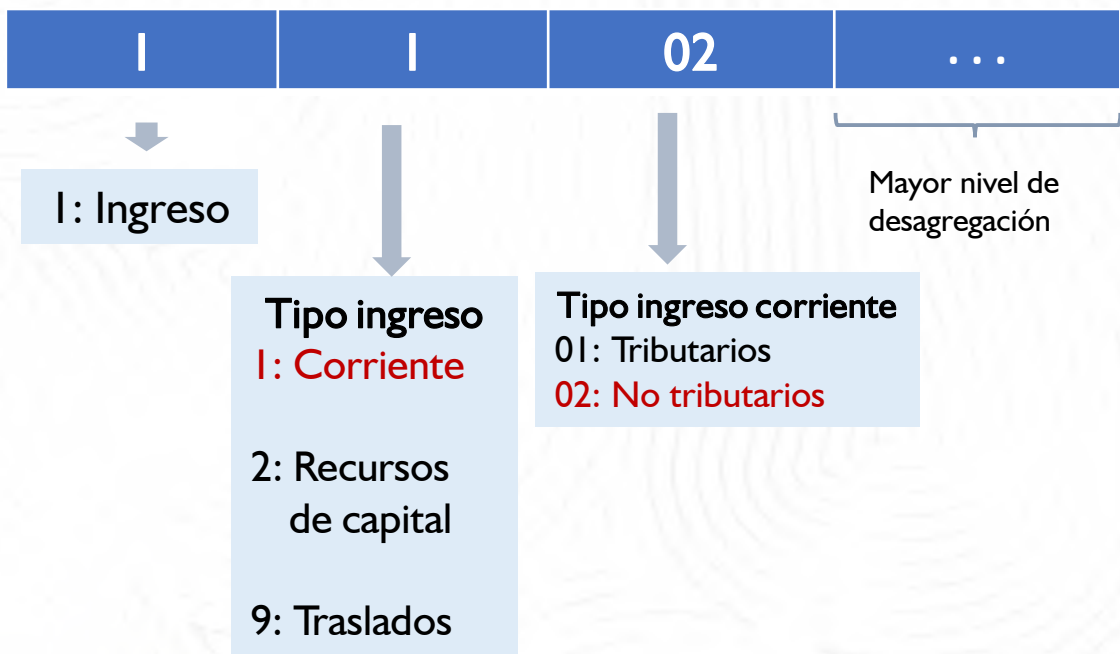 1 1 02 ...
1: Ingreso
Mayor nivel de
desagregación
Tipo ingreso
1: Corriente
2: Recursos
de capital
9: Traslados
Tipo ingreso corriente
01: Tributarios
02: No tributarios